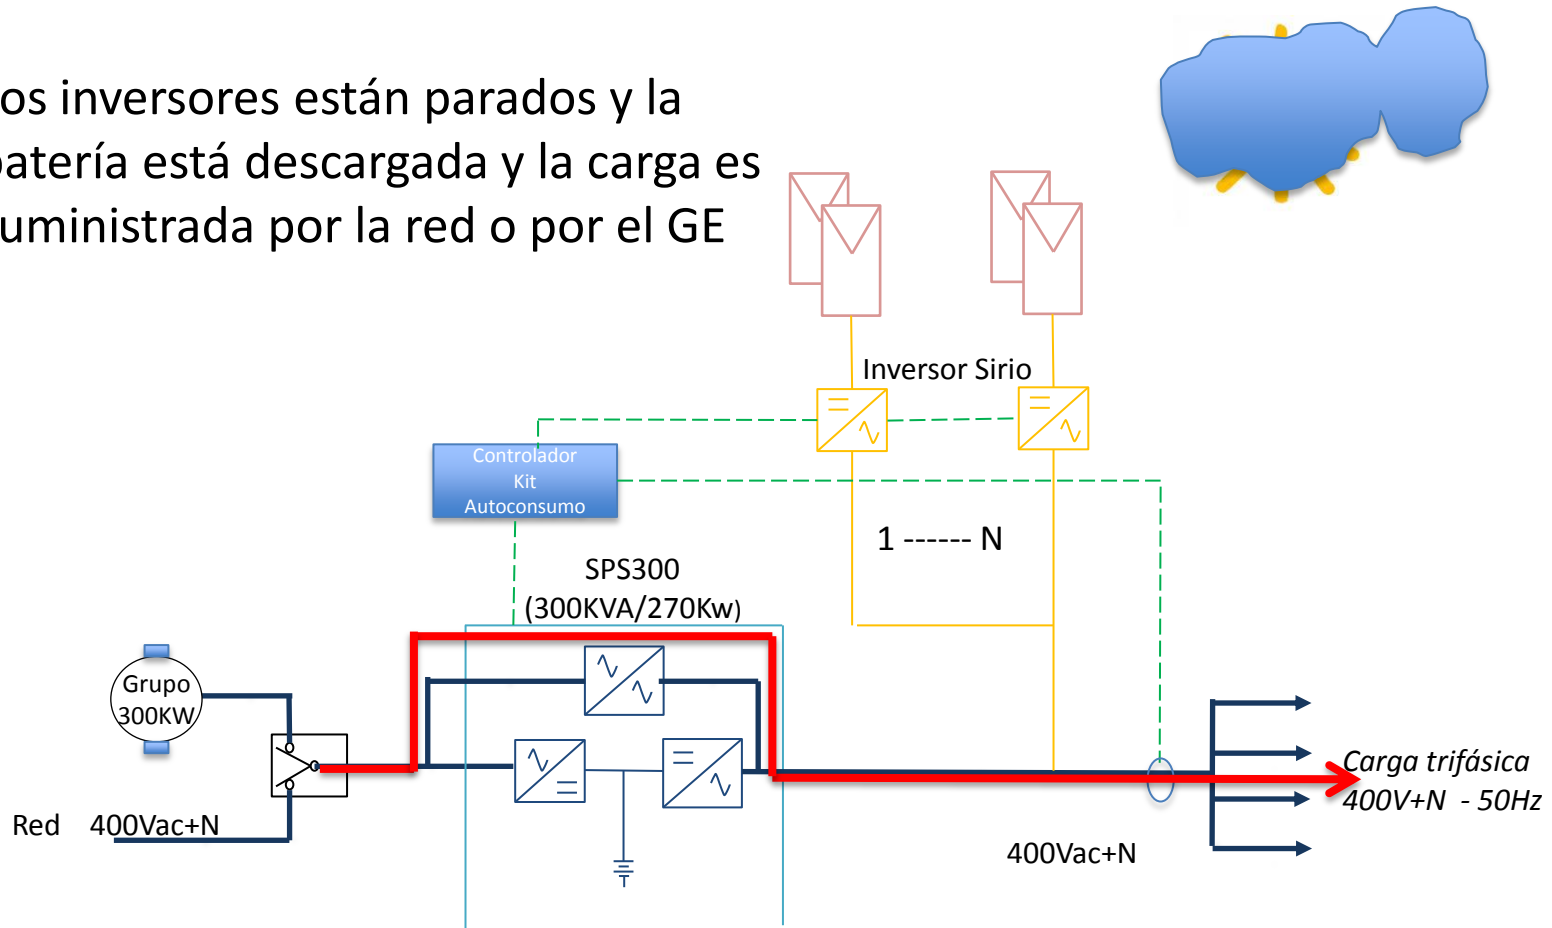 os inversores están parados y la
batería está descargada y la carga es
uministrada por la red o por el GE
Inversor Sirio
Controlador
Kit
Autoconsumo
1 ------ N
SPS300
(300KVA/270Kw)
Grupo
300KW
Carga trifásica
400V+N - 50Hz
Red 400Vac+N
400Vac+N